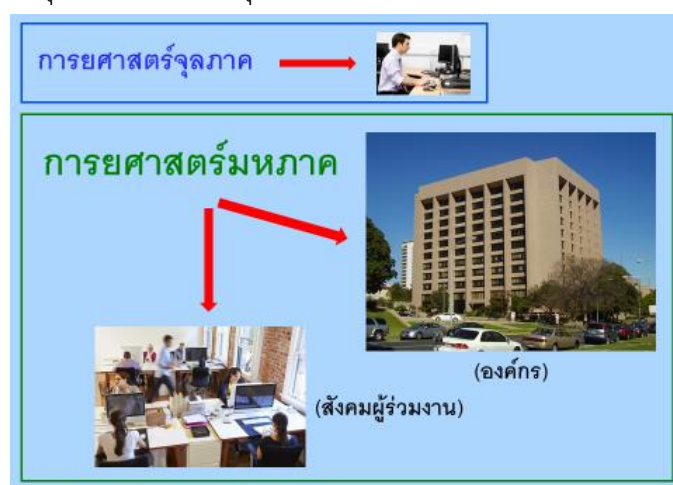 การยศาสตร์จุลภาค
การยศาสตร์มหภาค
(องค์กร)
(สังคมผู้ร่วมงาน)